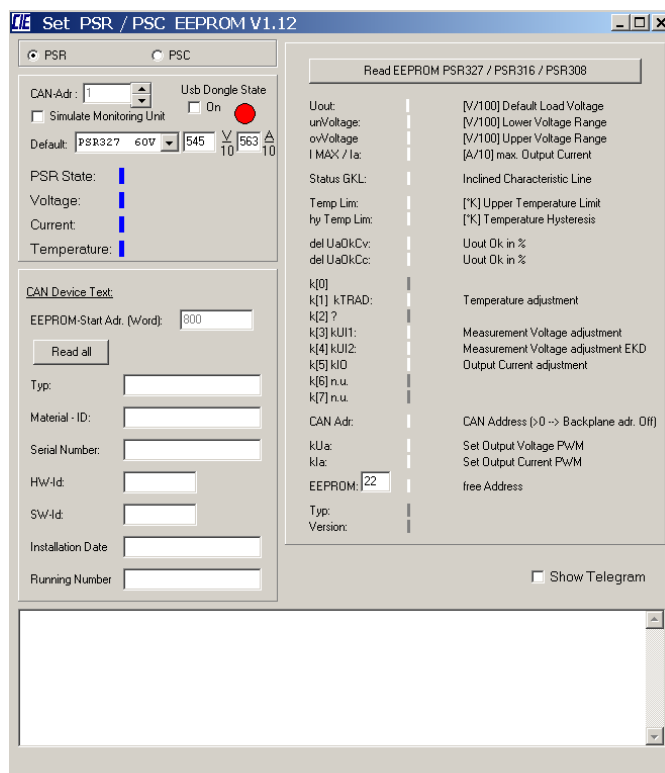 CIE Set PSR / PSC EEPROM V1.12
PSR PSC
CAN-Adr : 1
Usb Dongle State
On
Simulate Monitoring Unit
Default: PSR327 60V 545 V/10 563 A/10
PSR State:
Voltage:
Current:
Temperature:
CAN Device Text:
EEPROM-Start Adr. (Word): 800
Read all
Typ:
Material - ID:
Serial Number:
HW-Id:
SW-Id:
Installation Date
Running Number
Read EEPROM PSR327 / PSR316 / PSR308
Uout: [V/100] Default Load Voltage
unVoltage: [V/100] Lower Voltage Range
ovVoltage [V/100] Upper Voltage Range
I MAX / Ia: [A/10] max. Output Current
Status GKL: Inclined Characteristic Line
Temp Lim: [°K] Upper Temperature Limit
hy Temp Lim: [°K] Temperature Hysteresis
del UaOkCv: Uout Ok in %
del UaOkCc: Uout Ok in %
k[0]
k[1] kTRAD: Temperature adjustment
k[2] ?
k[3] kUI1: Measurement Voltage adjustment
k[4] kUI2: Measurement Voltage adjustment EKD
k[5] kIO Output Current adjustment
k[6] n.u.
k[7] n.u.
CAN Adr: CAN Address (>0 --> Backplane adr. Off)
kUa: Set Output Voltage PWM
kIa: Set Output Current PWM
EEPROM: 22 free Address
Typ:
Version:
Show Telegram